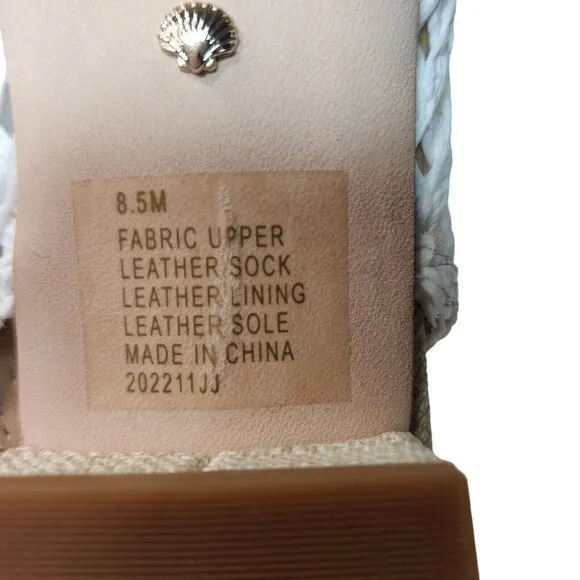 8.5M
FABRIC UPPER
LEATHER SOCK
LEATHER LINING
LEATHER SOLE
MADE IN CHINA
202211JJ